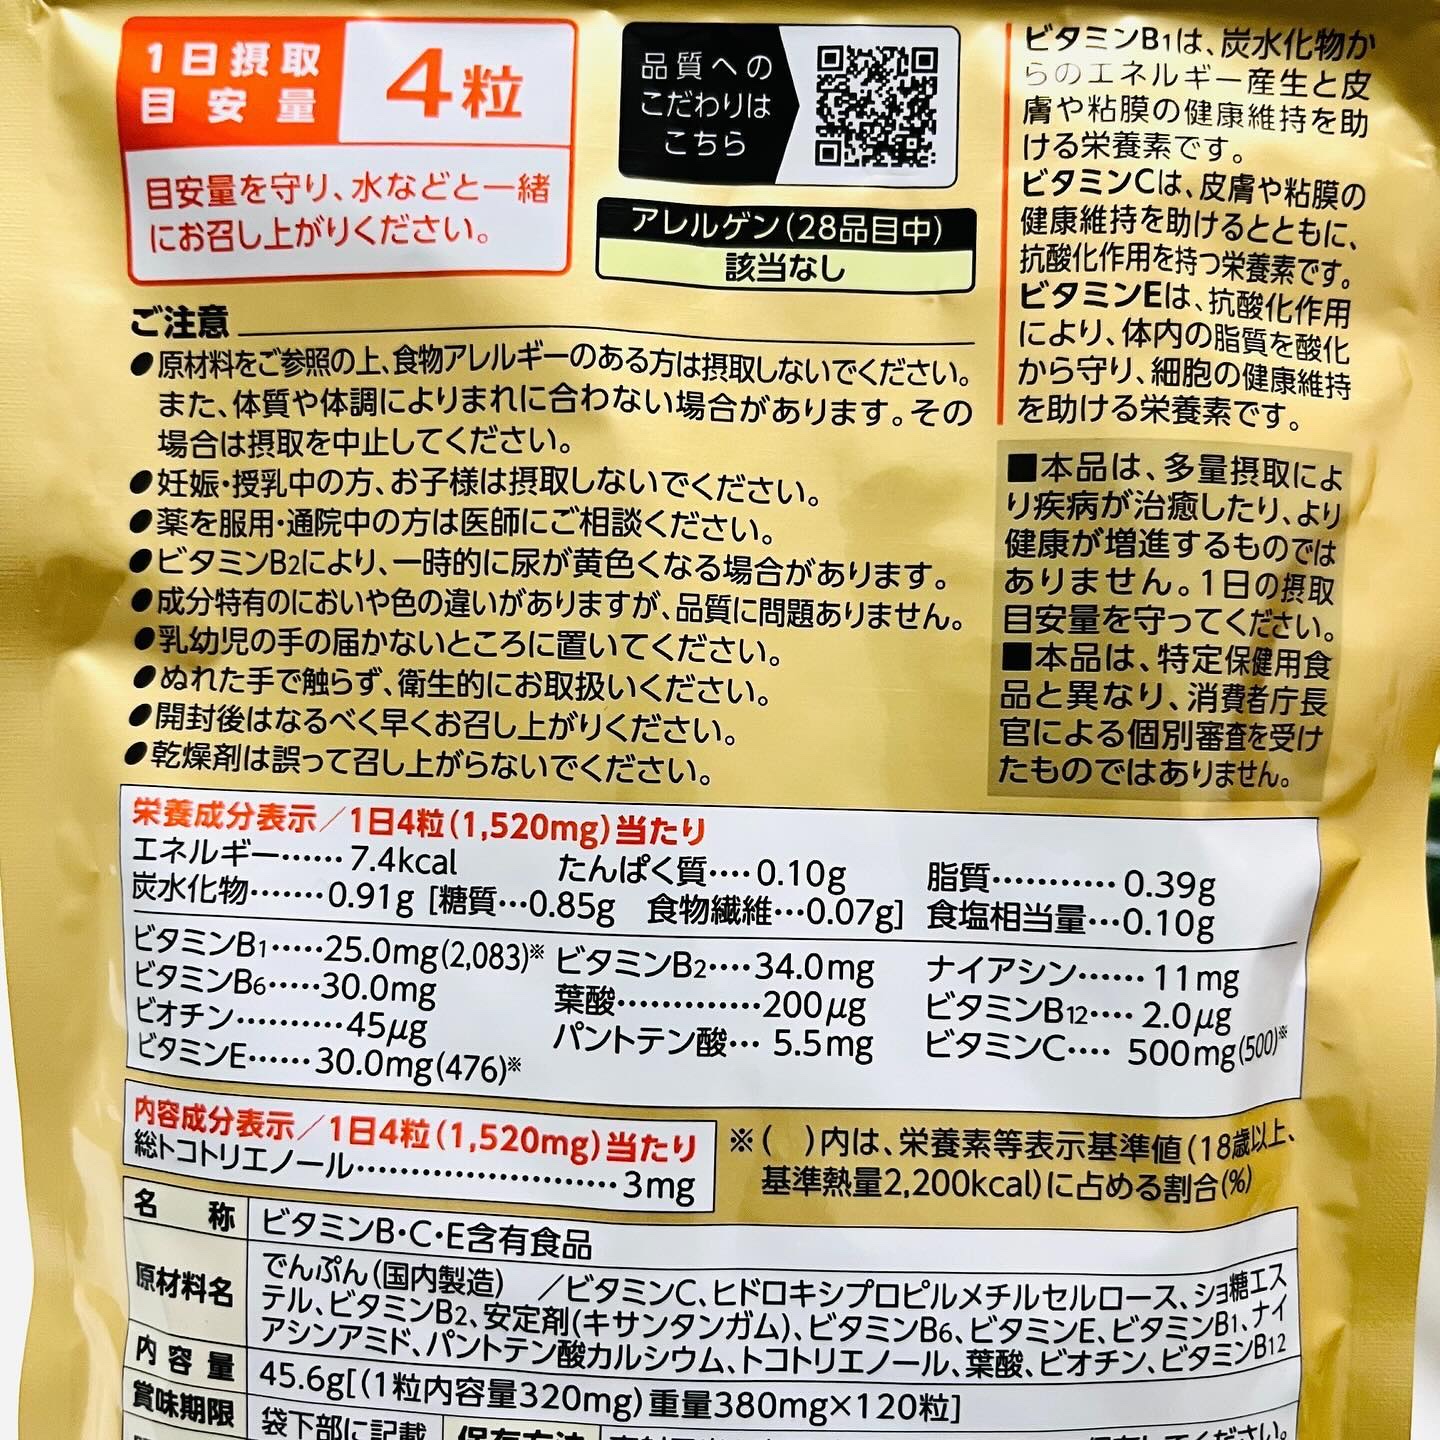 1日摂取
目安量
4粒
目安量を守り、水などと一緒
にお召し上がりください。
品質への
こだわりは
こちら
アレルゲン(28品目中)
該当なし
ビタミンB1は、炭水化物か
らのエネルギー産生と皮
膚や粘膜の健康維持を助
ける栄養素です。
ビタミンCは、皮膚や粘膜の
健康維持を助けるとともに、
抗酸化作用を持つ栄養素です。
ビタミンEは、抗酸化作用
により、体内の脂質を酸化
から守り、細胞の健康維持
を助ける栄養素です。
ご注意
●原材料をご参照の上、食物アレルギーのある方は摂取しないでください。
また、体質や体調によりまれに合わない場合があります。その
場合は摂取を中止してください。
●妊娠・授乳中の方、お子様は摂取しないでください。
●薬を服用・通院中の方は医師にご相談ください。
●ビタミンB2により、一時的に尿が黄色くなる場合があります。
●成分特有のにおいや色の違いがありますが、品質に問題ありません。
●乳幼児の手の届かないところに置いてください。
●ぬれた手で触らず、衛生的にお取扱いください。
●開封後はなるべく早くお召し上がりください。
●乾燥剤は誤って召し上がらないでください。
■本品は、多量摂取によ
り疾病が治癒したり、より
健康が増進するものでは
ありません。1日の摂取
目安量を守ってください。
■本品は、特定保健用食
品と異なり、消費者庁長
官による個別審査を受け
たものではありません。
栄養成分表示/1日4粒(1,520mg)当たり
エネルギー……7.4kcal たんぱく質‥‥0.10g 脂質…………0.39g
炭水化物……0.91g [糖質…0.85g 食物繊維…0.07g] 食塩相当量…0.10g
ビタミンB1……25.0mg(2,083)※ ビタミンB2‥‥34.0mg ナイアシン……11mg
ビタミンB6……30.0mg 葉酸…………200μg ビタミンB12‥‥2.0μg
ビオチン………45μg パントテン酸…5.5mg ビタミンC‥‥500mg(500)※
ビタミンE……30.0mg(476)※
内容成分表示/1日4粒(1,520mg)当たり
総トコトリエノール………………………3mg
※( )内は、栄養素等表示基準値(18歳以上、
基準熱量2,200kcal)に占める割合(%)
名称 ビタミンB・C・E含有食品
原材料名 でんぷん(国内製造) /ビタミンC、ヒドロキシプロピルメチルセルロース、ショ糖エス
テル、ビタミンB2、安定剤(キサンタンガム)、ビタミンB6、ビタミンE、ビタミンB1、ナイ
アシンアミド、パントテン酸カルシウム、トコトリエノール、葉酸、ビオチン、ビタミンB12
内容量 45.6g[(1粒内容量320mg)重量380mg×120粒]
賞味期限 袋下部に記載 保存方法